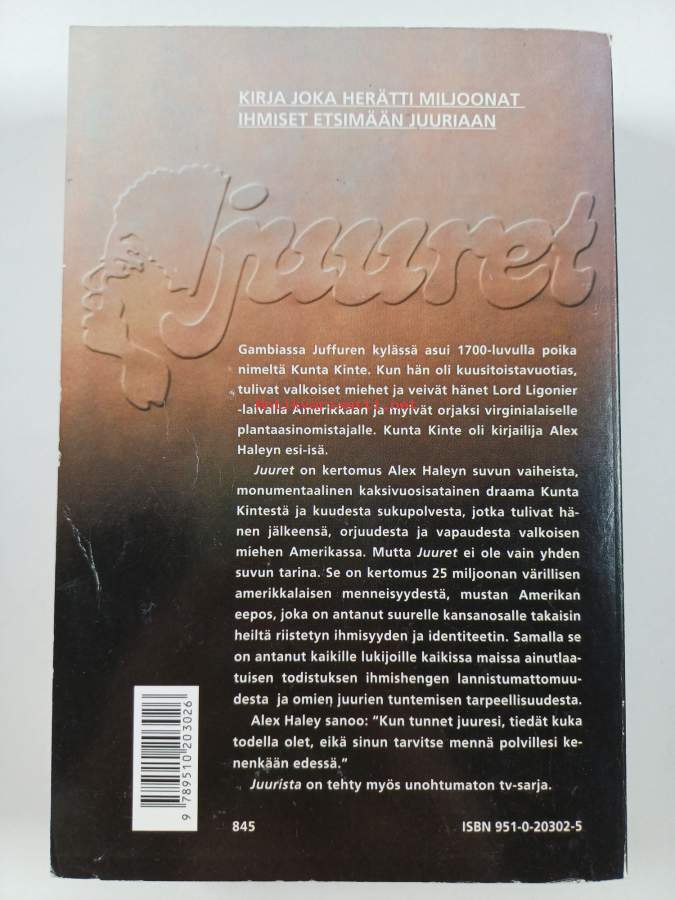 KIRJA JOKA HERÄTTI MILJOONAT
IHMISET ETSIMÄÄN JUURIAAN
juuret
Gambiassa Juffuren kylässä asui 1700-luvulla poika
nimeltä Kunta Kinte. Kun hän oli kuusitoistavuotias,
tulivat valkoiset miehet ja veivät hänet Lord Ligonier
-laivalla Amerikkaan ja myivät orjaksi virginialaiselle
plantaasinomistajalle. Kunta Kinte oli kirjailija Alex
Haleyn esi-isä.
Juuret on kertomus Alex Haleyn suvun vaiheista,
monumentaalinen kaksivuosisatainen draama Kunta
Kintestä ja kuudesta sukupolvesta, jotka tulivat hä-
nen jälkeensä, orjuudesta ja vapaudesta valkoisen
miehen Amerikassa. Mutta Juuret ei ole vain yhden
suvun tarina. Se on kertomus 25 miljoonan värillisen
amerikkalaisen menneisyydestä, mustan Amerikan
eepos, joka on antanut suurelle kansanosalle takaisin
heiltä riistetyn ihmisyyden ja identiteetin. Samalla se
on antanut kaikille lukijoille kaikissa maissa ainutlaa-
tuisen todistuksen ihmishengen lannistumattomuu-
desta ja omien juurien tuntemisen tarpeellisuudesta.
Alex Haley sanoo: "Kun tunnet juuresi, tiedät kuka
todella olet, eikä sinun tarvitse mennä polvillesi ke-
nenkään edessä."
Juurista on tehty myös unohtumaton tv-sarja.
9 789510 203026
845
ISBN 951-0-20302-5